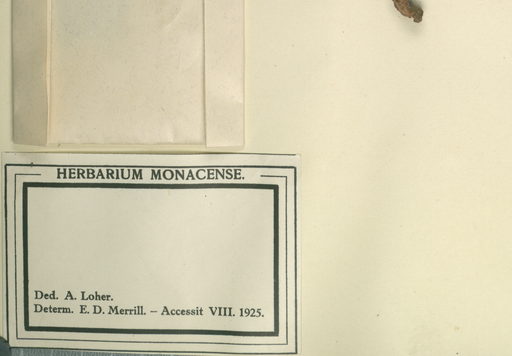 HERBARIUM MONACENSE.
Ded. A. Loher.
Determ. E. D. Merrill. — Accessit VIII. 1925.